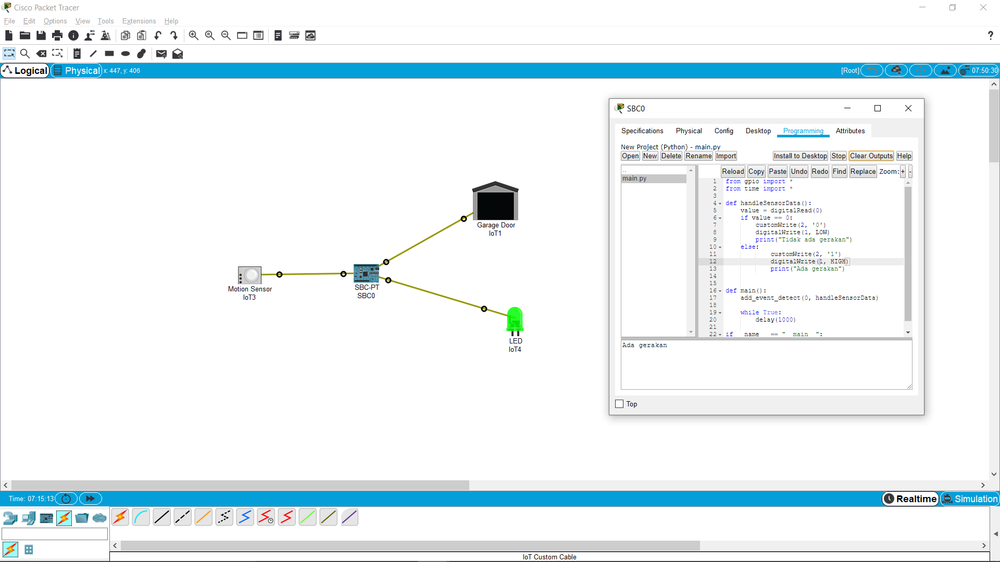 Cisco Packet Tracer
File Edit Options View Tools Extensions Help
?
Logical Physical x: 447, y: 406 [Root] 07:50:30
SBC0
Specifications Physical Config Desktop Programming Attributes
New Project (Python) - main.py
Open New Delete Rename Import Install to Desktop Stop Clear Outputs Help
Reload Copy Paste Undo Redo Find Replace Zoom: + -
..
main.py
1 from gpio import *
2 from time import *
3
4 def handleSensorData():
5 value = digitalRead(0)
6 if value == 0:
7 customWrite(2, '0')
8 digitalWrite(1, LOW)
9 print("Tidak ada gerakan")
10 else:
11 customWrite(2, '1')
12 digitalWrite(1, HIGH)
13 print("Ada gerakan")
14
15
16 def main():
17 add_event_detect(0, handleSensorData)
18
19 while True:
20 delay(1000)
21
22 if __name__ == "__main__":
Ada gerakan
Top
Garage Door
IoT1
Motion Sensor
IoT3
SBC-PT
SBC0
LED
IoT4
Time: 07:15:13 Realtime Simulation
IoT Custom Cable